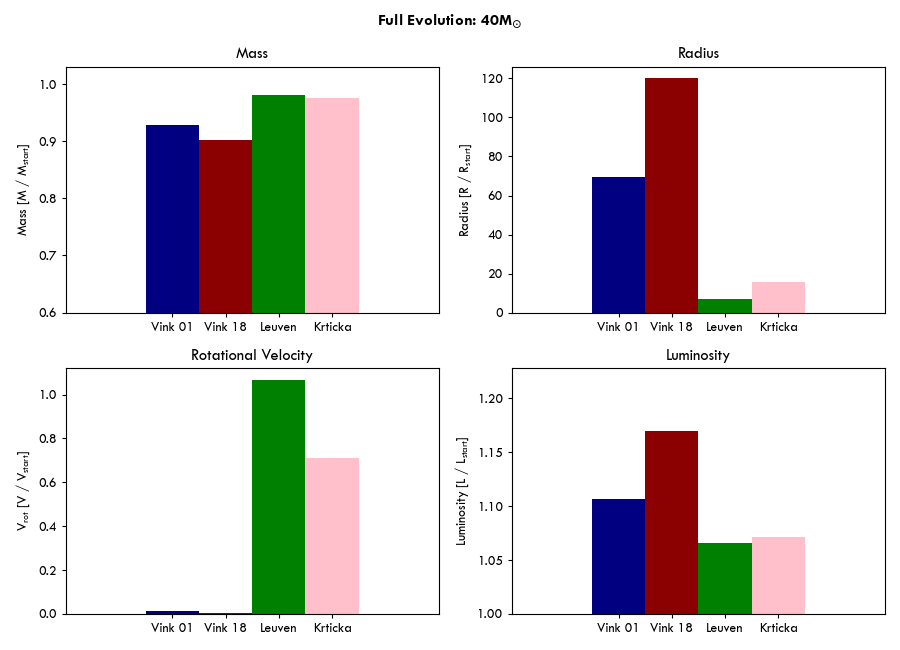 Full Evolution: 40M☉
Mass
Mass [M / Mstart]
1.0
0.9
0.8
0.7
0.6
Vink 01 Vink 18 Leuven Krticka
Radius
Radius [R / Rstart]
120
100
80
60
40
20
0
Vink 01 Vink 18 Leuven Krticka
Rotational Velocity
Vrot [V / Vstart]
1.0
0.8
0.6
0.4
0.2
0.0
Vink 01 Vink 18 Leuven Krticka
Luminosity
Luminosity [L / Lstart]
1.20
1.15
1.10
1.05
1.00
Vink 01 Vink 18 Leuven Krticka